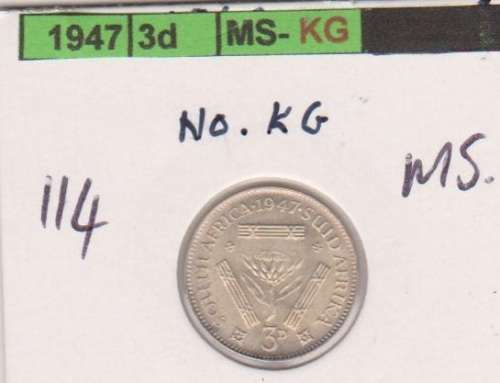 1947 3d MS- KG
No. KG
114
MS.
SOUTH AFRICA · 1947 · SUID AFRIKA
3D